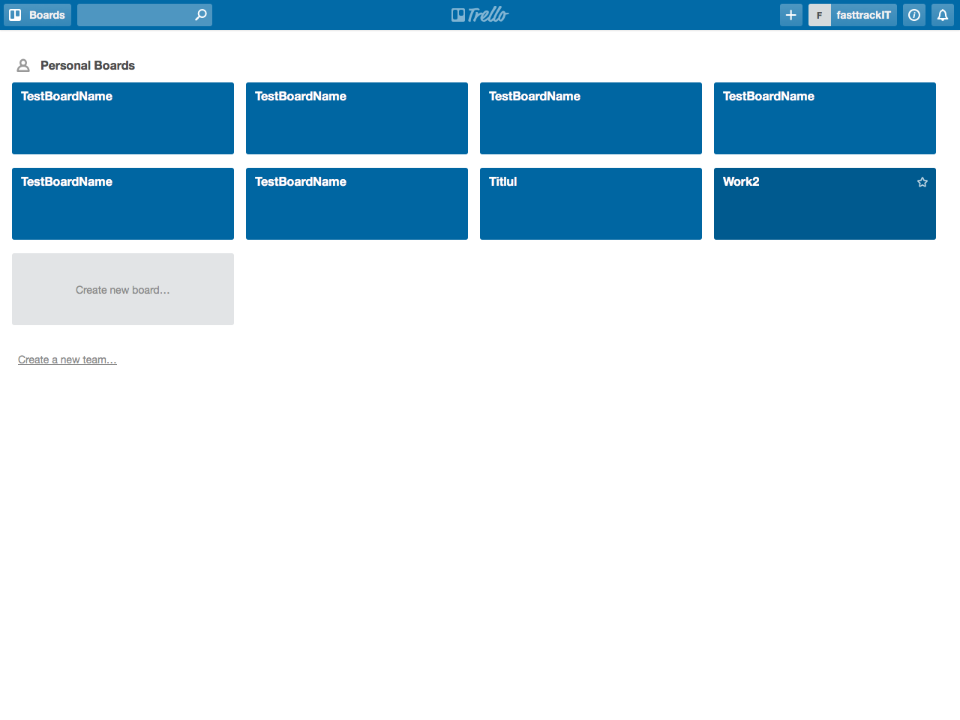 Boards Trello + F fasttrackIT
Personal Boards
TestBoardName TestBoardName TestBoardName TestBoardName
TestBoardName TestBoardName Titlul Work2
Create new board…
Create a new team…